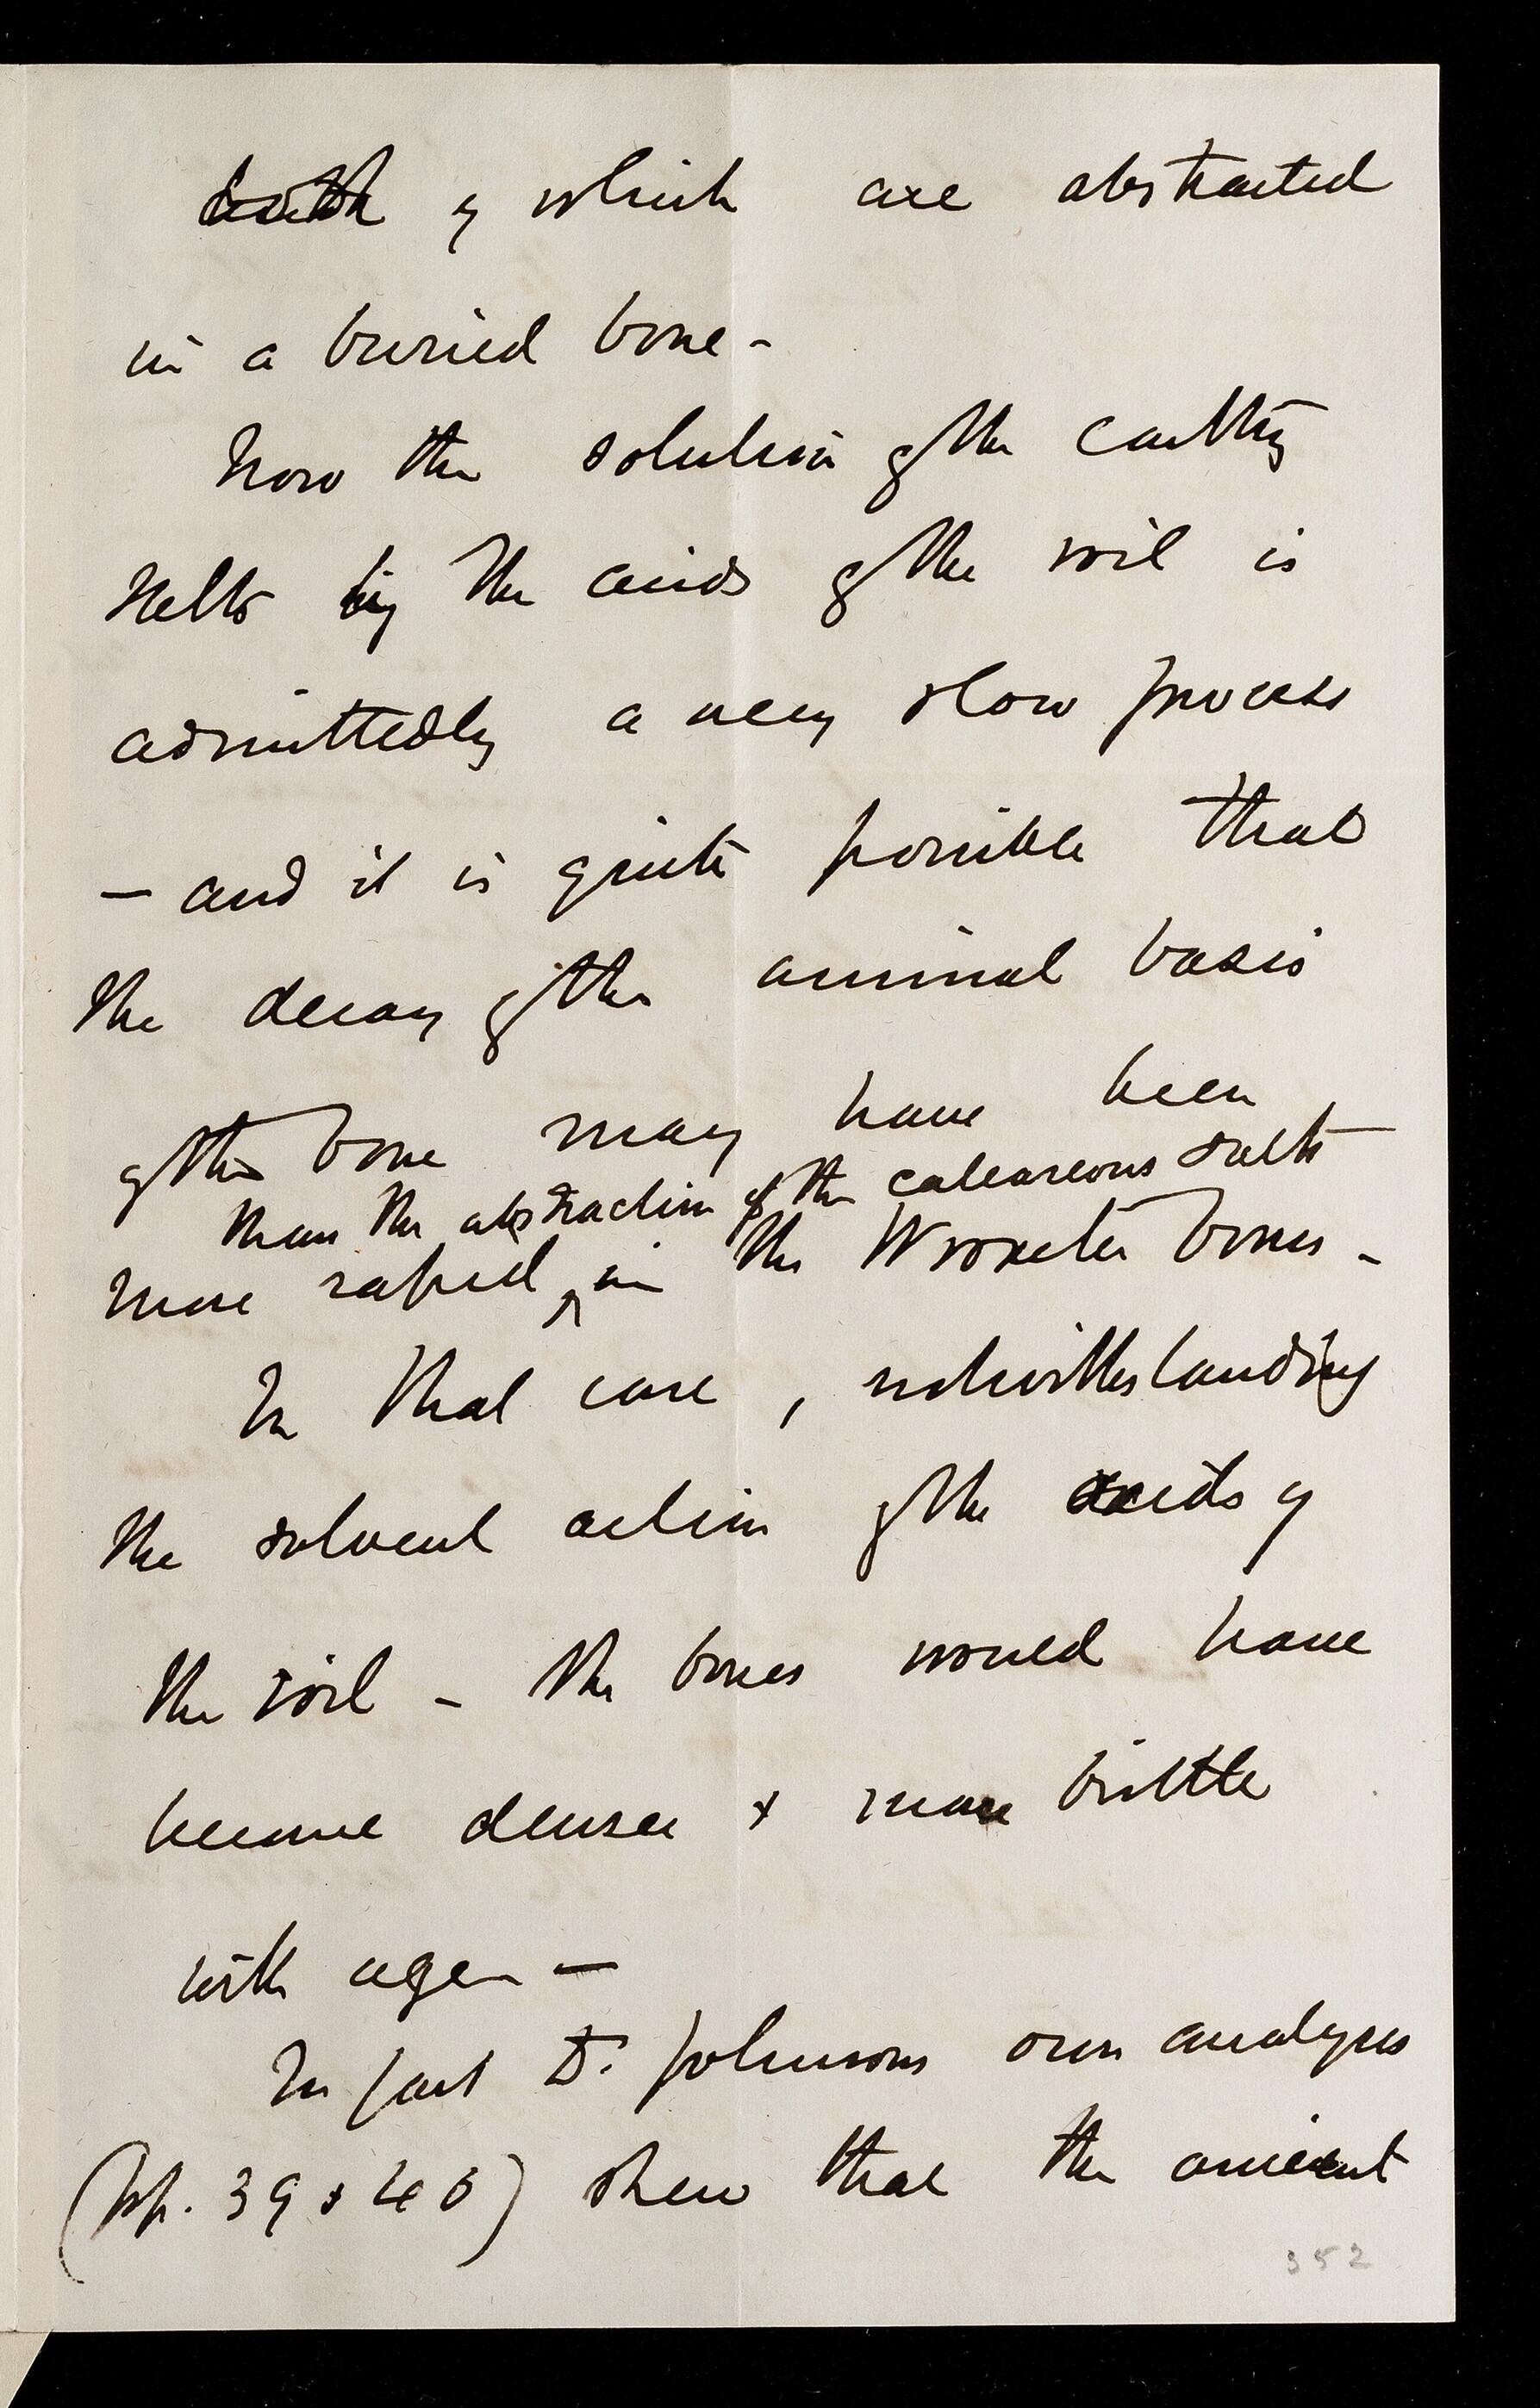 both of which are abstracted
in a buried bone -
Now the solution of the earthy
salts by the acids of the soil is
admittedly a very slow process
- and it is quite possible that
the decay of the animal basis
of the bone may have been
than the abstraction of the calcareous salts
more rapid ^ in the Wroxeter bones -
In that case, notwithstanding
the solvent action of the acids of
the soil - the bones would have
become denser & more brittle
with age -
In fact Dr Johnsons own analyses
(pp. 39 & 40) shew that the ancient
352